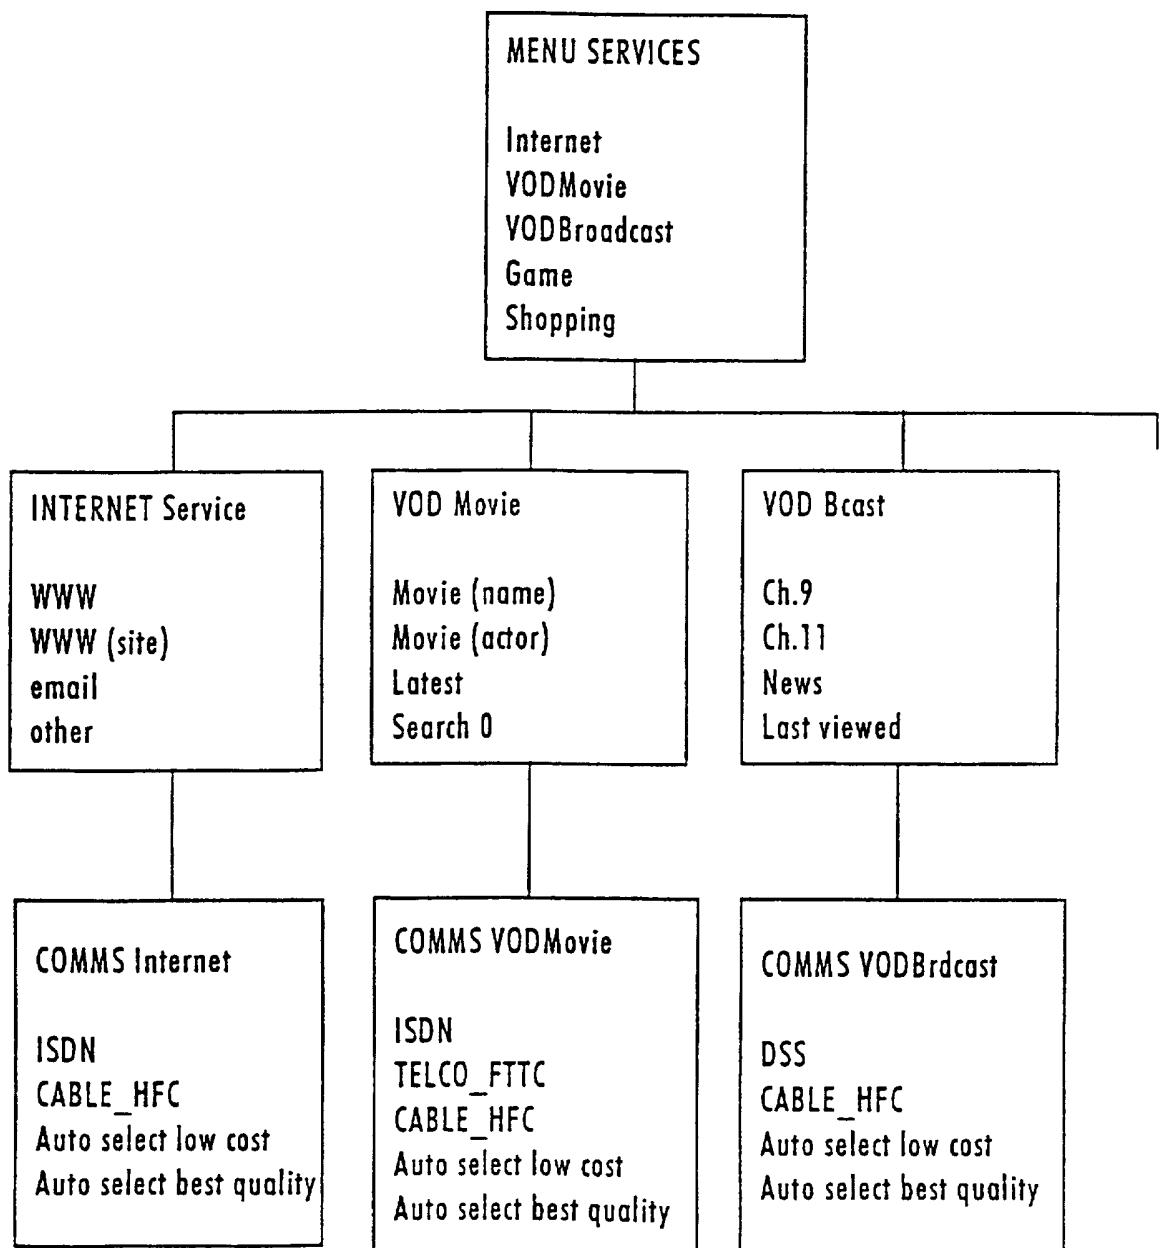 MENU SERVICES
Internet
VODMovie
VODBroadcast
Game
Shopping
INTERNET Service
WWW
WWW (site)
email
other
VOD Movie
Movie (name)
Movie (actor)
Latest
Search 0
VOD Bcast
Ch.9
Ch.11
News
Last viewed
COMMS Internet
ISDN
CABLE_HFC
Auto select low cost
Auto select best quality
COMMS VODMovie
ISDN
TELCO_FTTC
CABLE_HFC
Auto select low cost
Auto select best quality
COMMS VODBrdcast
DSS
CABLE_HFC
Auto select low cost
Auto select best quality